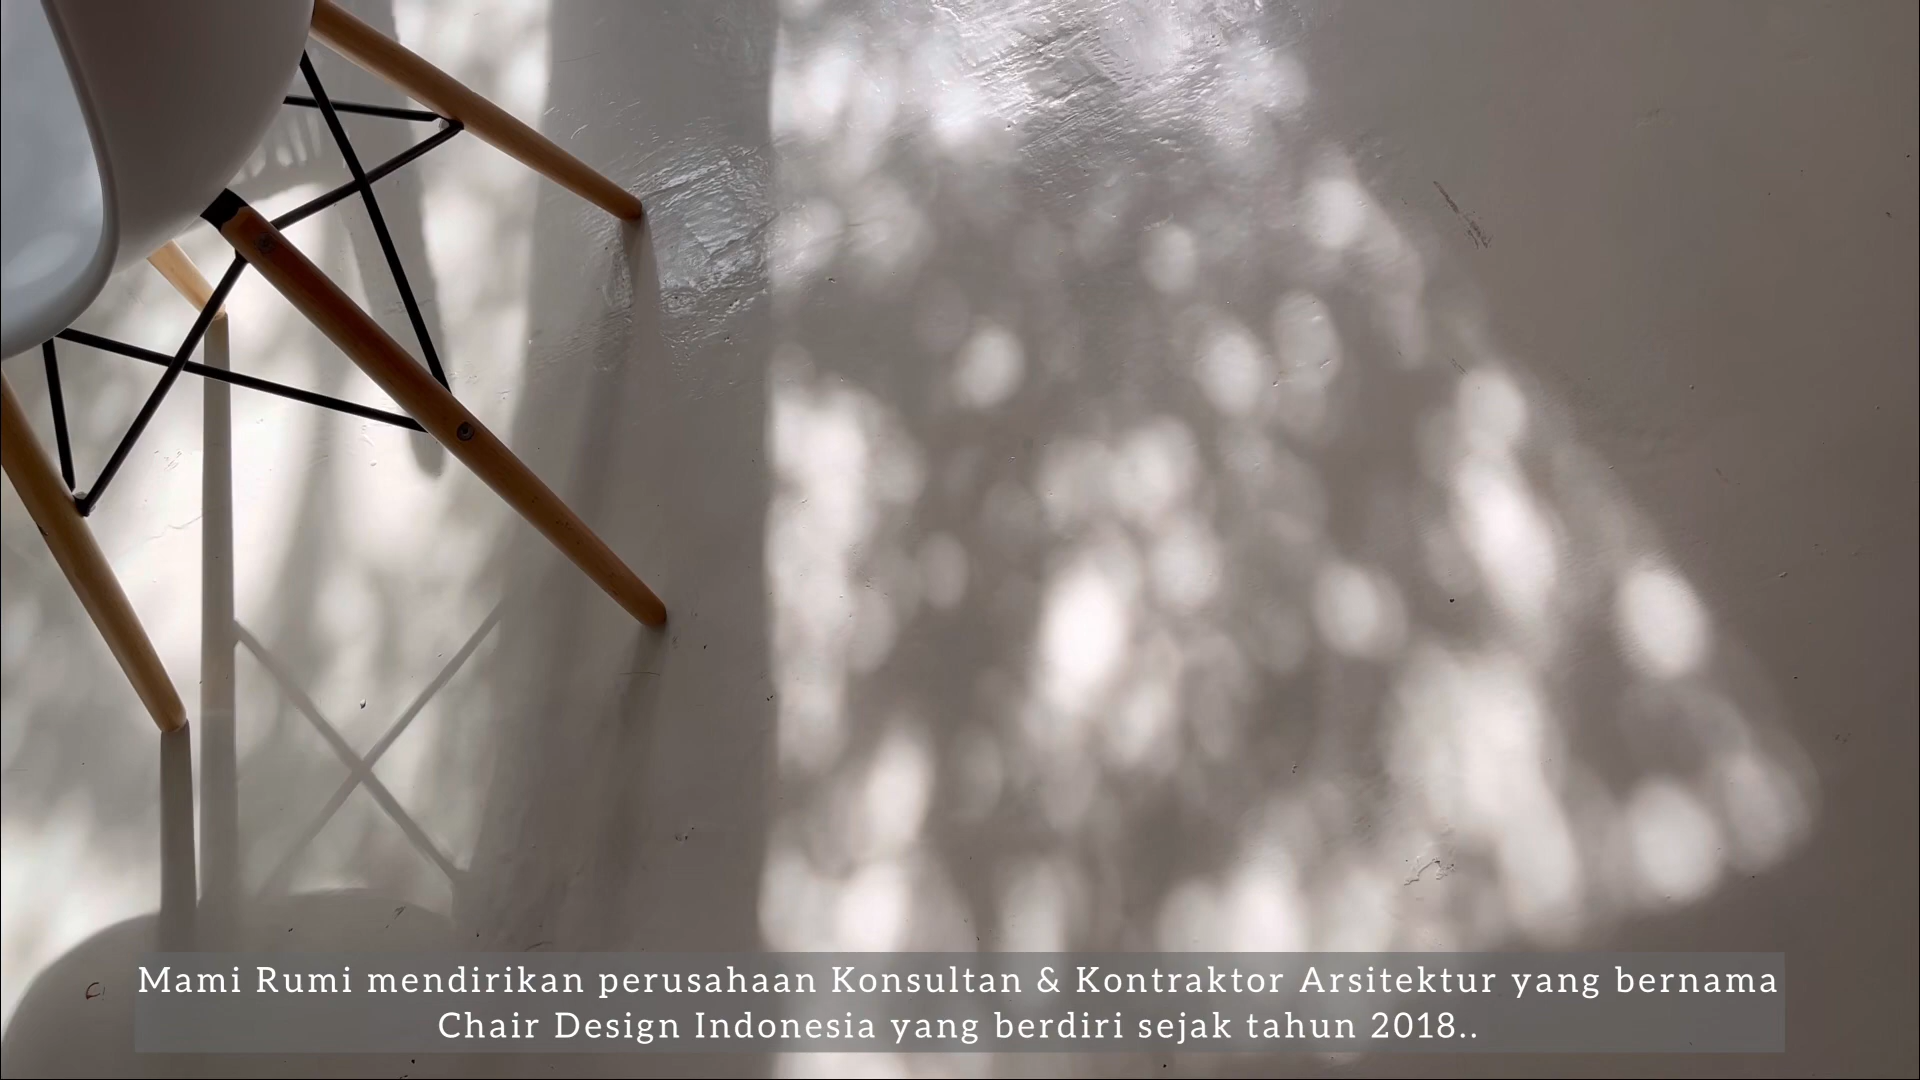 Mami Rumi mendirikan perusahaan Konsultan & Kontraktor Arsitektur yang bernama
Chair Design Indonesia yang berdiri sejak tahun 2018..